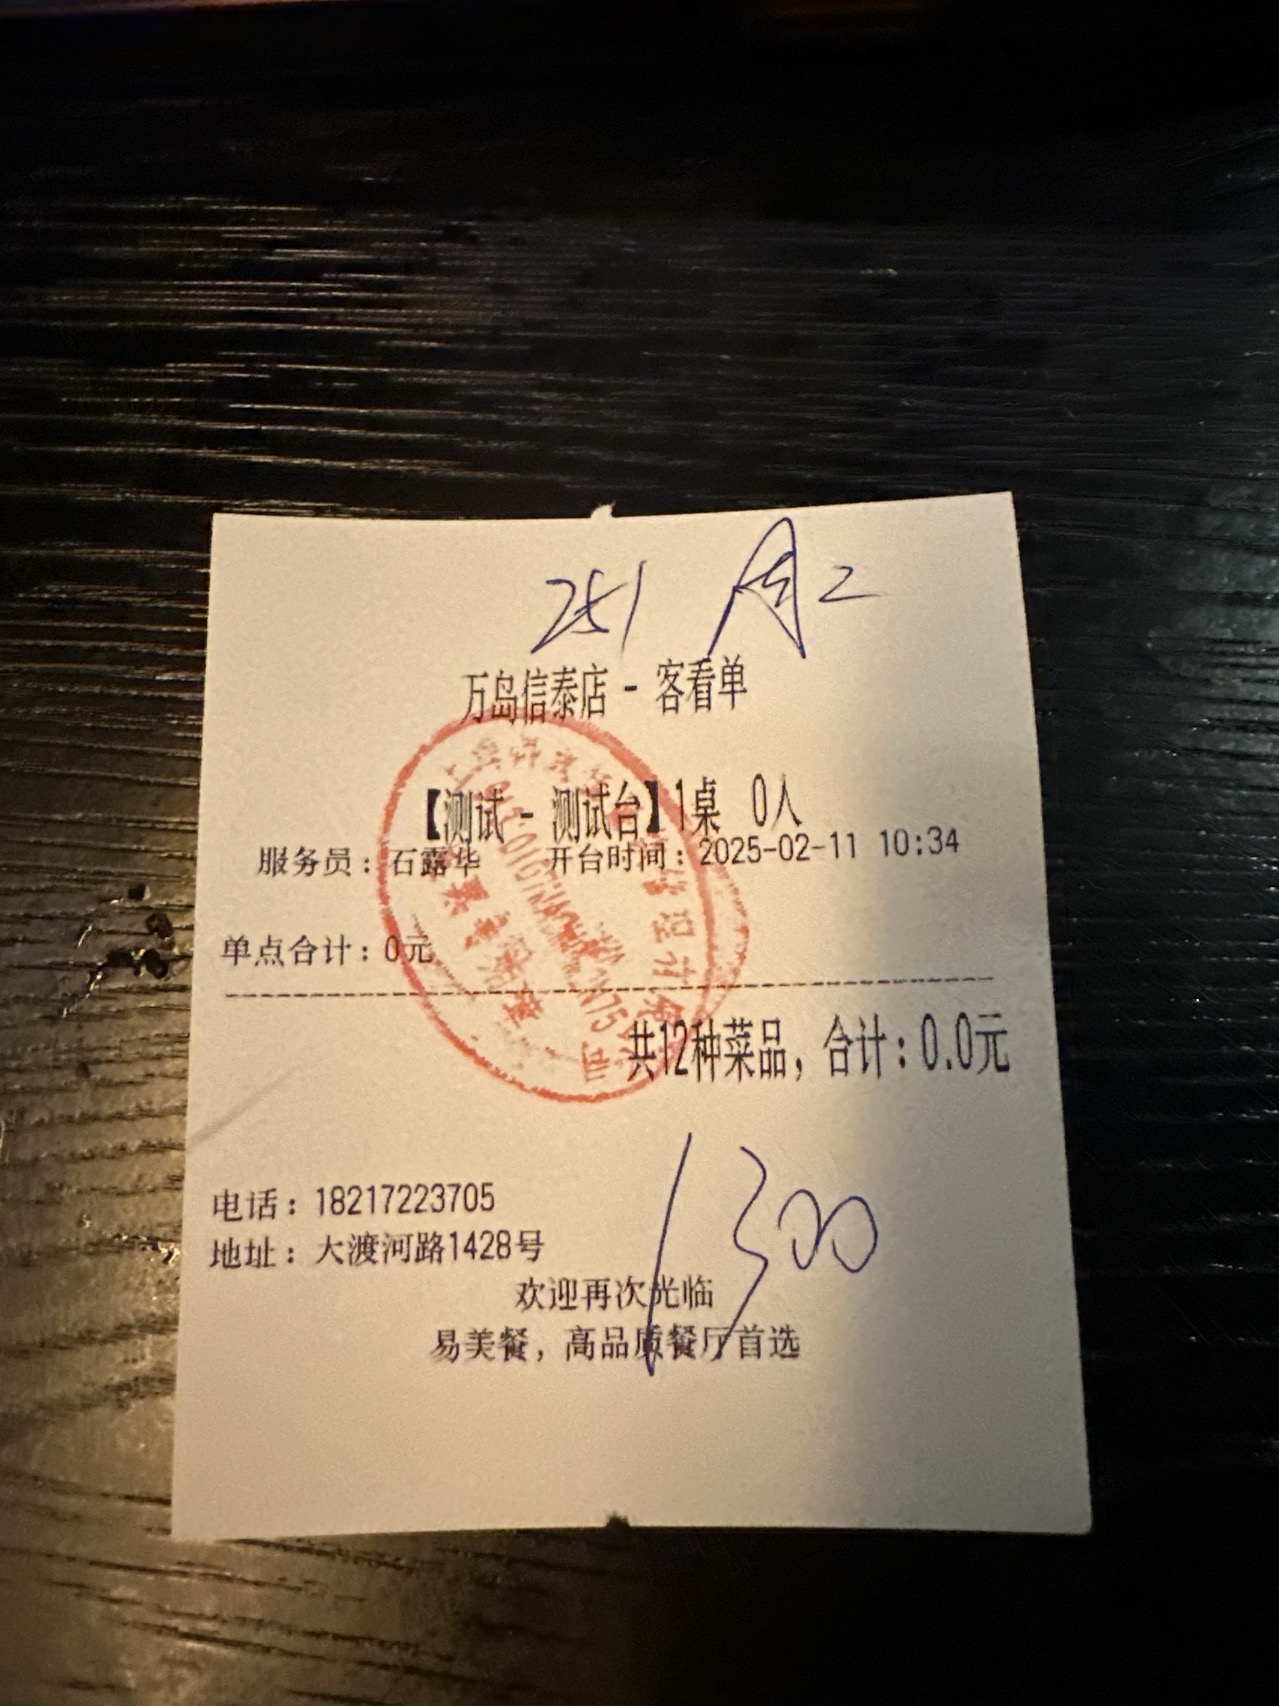 251 周二
万岛信泰店 - 客看单
【测试 - 测试台】1桌 0人
服务员：石露华 开台时间：2025-02-11 10:34
单点合计：0元
共12种菜品，合计：0.0元
1300
电话：18217223705
地址：大渡河路1428号
欢迎再次光临
易美餐，高品质餐厅首选